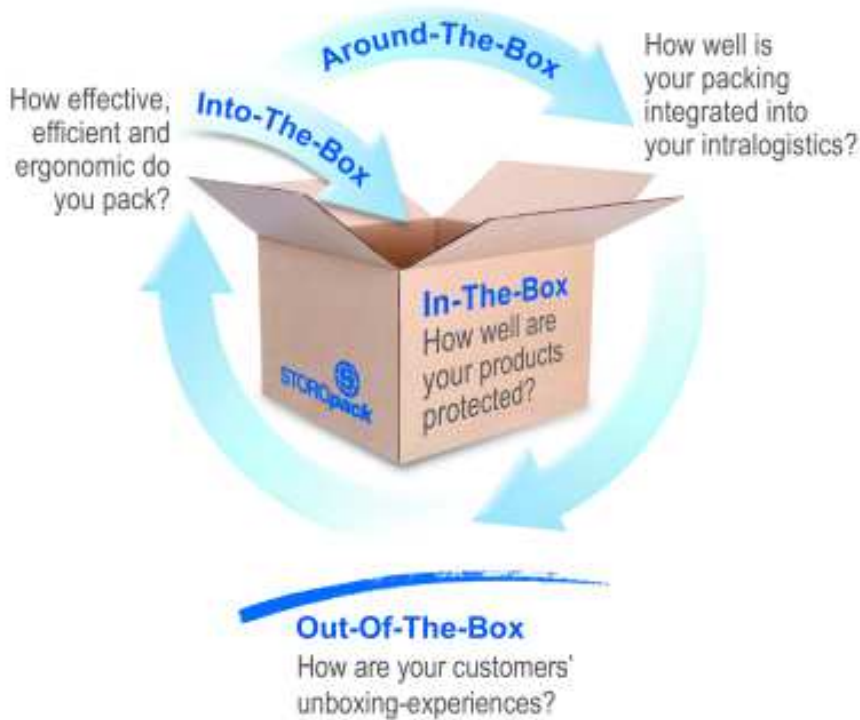 Around-The-Box
How well is
your packing
integrated into
your intralogistics?
Into-The-Box
How effective,
efficient and
ergonomic do
you pack?
In-The-Box
How well are
your products
protected?
STOROpack
Out-Of-The-Box
How are your customers'
unboxing-experiences?